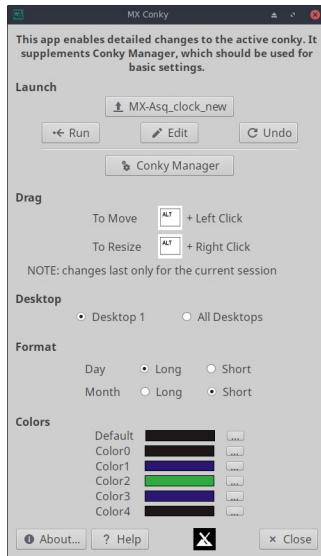 MX Conky
This app enables detailed changes to the active conky. It
supplements Conky Manager, which should be used for
basic settings.
Launch
MX-Asq_clock_new
Run Edit Undo
Conky Manager
Drag
To Move ALT + Left Click
To Resize ALT + Right Click
NOTE: changes last only for the current session
Desktop
Desktop 1 All Desktops
Format
Day Long Short
Month Long Short
Colors
Default ...
Color0 ...
Color1 ...
Color2 ...
Color3 ...
Color4 ...
About... ? Help × Close